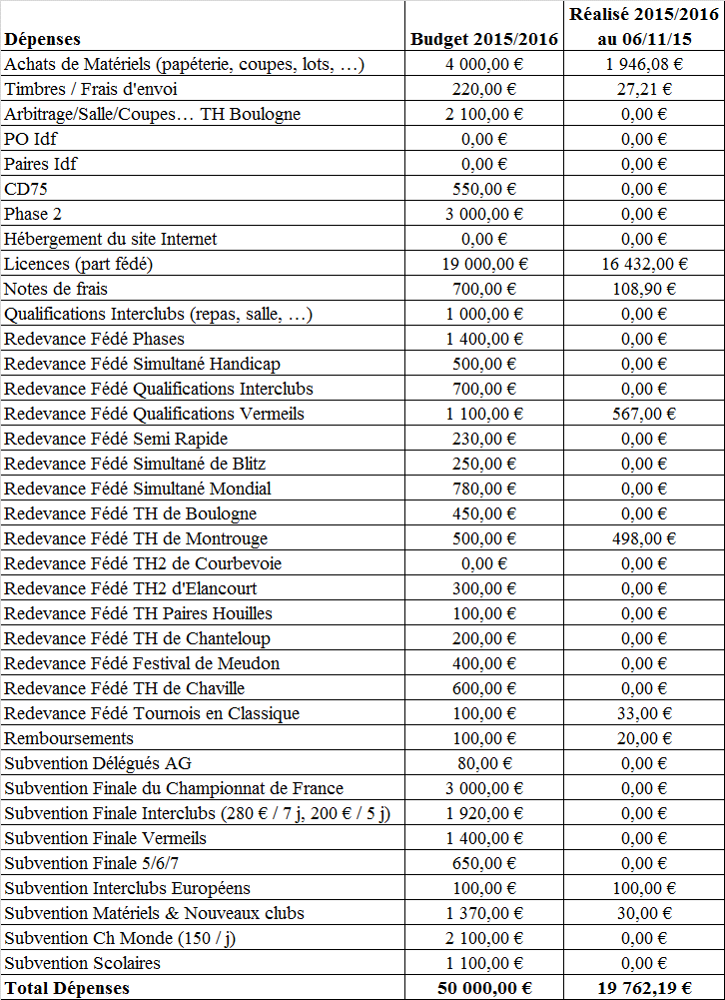 Réalisé 2015/2016
Dépenses Budget 2015/2016 au 06/11/15
Achats de Matériels (papéterie, coupes, lots, …) 4 000,00 € 1 946,08 €
Timbres / Frais d'envoi 220,00 € 27,21 €
Arbitrage/Salle/Coupes… TH Boulogne 2 100,00 € 0,00 €
PO Idf 0,00 € 0,00 €
Paires Idf 0,00 € 0,00 €
CD75 550,00 € 0,00 €
Phase 2 3 000,00 € 0,00 €
Hébergement du site Internet 0,00 € 0,00 €
Licences (part fédé) 19 000,00 € 16 432,00 €
Notes de frais 700,00 € 108,90 €
Qualifications Interclubs (repas, salle, …) 1 000,00 € 0,00 €
Redevance Fédé Phases 1 400,00 € 0,00 €
Redevance Fédé Simultané Handicap 500,00 € 0,00 €
Redevance Fédé Qualifications Interclubs 700,00 € 0,00 €
Redevance Fédé Qualifications Vermeils 1 100,00 € 567,00 €
Redevance Fédé Semi Rapide 230,00 € 0,00 €
Redevance Fédé Simultané de Blitz 250,00 € 0,00 €
Redevance Fédé Simultané Mondial 780,00 € 0,00 €
Redevance Fédé TH de Boulogne 450,00 € 0,00 €
Redevance Fédé TH de Montrouge 500,00 € 498,00 €
Redevance Fédé TH2 de Courbevoie 0,00 € 0,00 €
Redevance Fédé TH2 d'Elancourt 300,00 € 0,00 €
Redevance Fédé TH Paires Houilles 100,00 € 0,00 €
Redevance Fédé TH de Chanteloup 200,00 € 0,00 €
Redevance Fédé Festival de Meudon 400,00 € 0,00 €
Redevance Fédé TH de Chaville 600,00 € 0,00 €
Redevance Fédé Tournois en Classique 100,00 € 33,00 €
Remboursements 100,00 € 20,00 €
Subvention Délégués AG 80,00 € 0,00 €
Subvention Finale du Championnat de France 3 000,00 € 0,00 €
Subvention Finale Interclubs (280 € / 7 j, 200 € / 5 j) 1 920,00 € 0,00 €
Subvention Finale Vermeils 1 400,00 € 0,00 €
Subvention Finale 5/6/7 650,00 € 0,00 €
Subvention Interclubs Européens 100,00 € 100,00 €
Subvention Matériels & Nouveaux clubs 1 370,00 € 30,00 €
Subvention Ch Monde (150 / j) 2 100,00 € 0,00 €
Subvention Scolaires 1 100,00 € 0,00 €
Total Dépenses 50 000,00 € 19 762,19 €